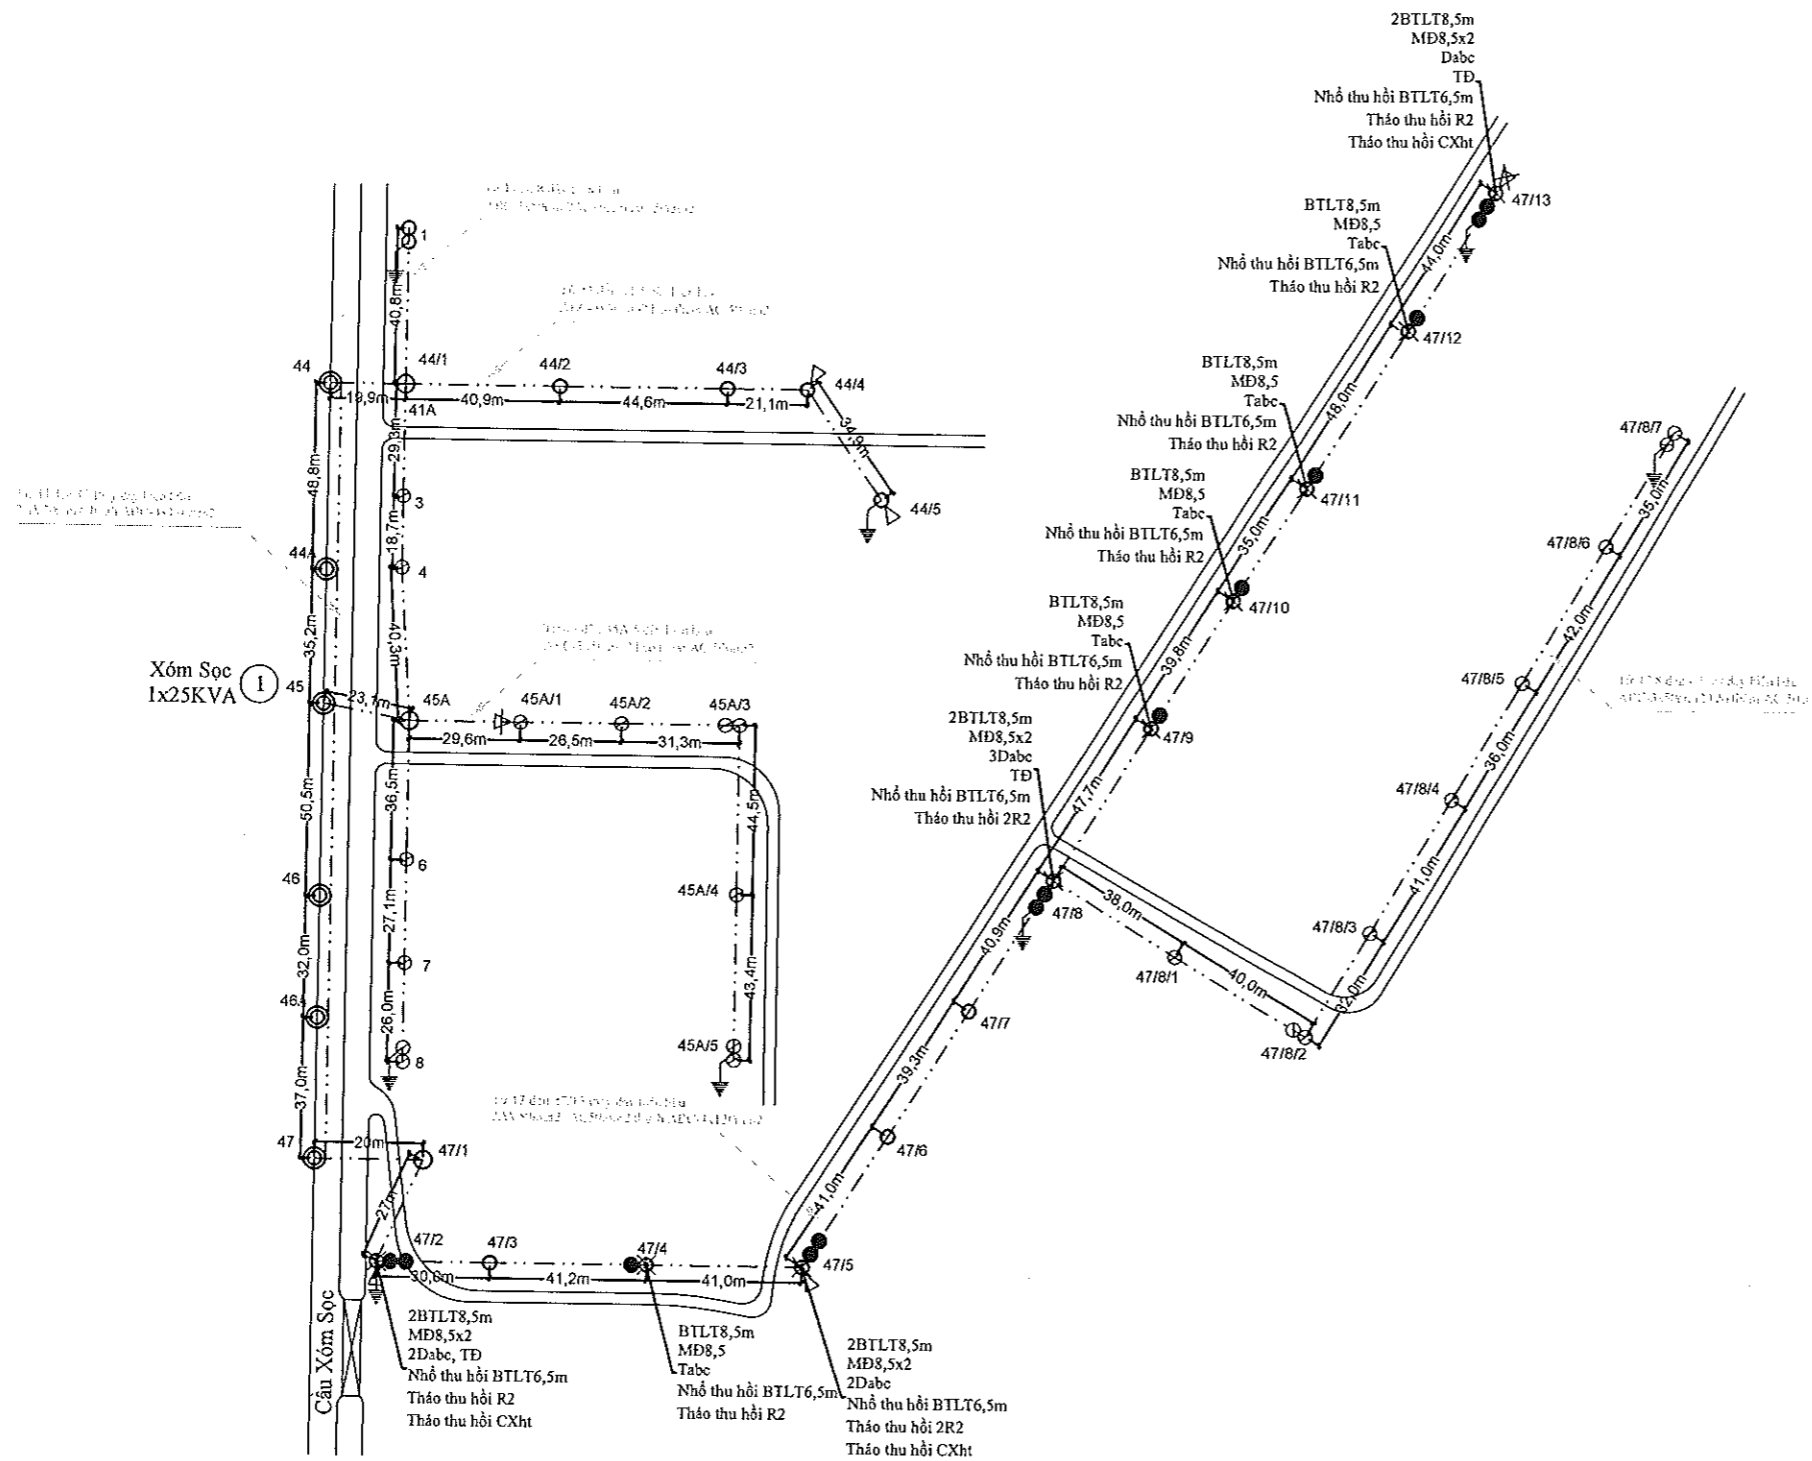 2BTLT8,5m
MĐ8,5x2
Dabc
TĐ
Nhổ thu hồi BTLT6,5m
Tháo thu hồi R2
Tháo thu hồi CXht
47/13
44,0m
BTLT8,5m
MĐ8,5
Tabc
Nhổ thu hồi BTLT6,5m
Tháo thu hồi R2
47/12
48,0m
BTLT8,5m
MĐ8,5
Tabc
Nhổ thu hồi BTLT6,5m
Tháo thu hồi R2
47/11
35,0m
BTLT8,5m
MĐ8,5
Tabc
Nhổ thu hồi BTLT6,5m
Tháo thu hồi R2
47/10
39,8m
BTLT8,5m
MĐ8,5
Tabc
Nhổ thu hồi BTLT6,5m
Tháo thu hồi R2
47/9
47,7m
2BTLT8,5m
MĐ8,5x2
3Dabc
TĐ
Nhổ thu hồi BTLT6,5m
Tháo thu hồi 2R2
47/8
1
40,8m
44
44/1
44/2
44/3
44/4
19,9m
41A
40,9m
44,6m
21,1m
34,9m
44/5
29,3m
48,8m
3
18,7m
44A
4
35,2m
40,3m
Xóm Sọc
1x25KVA
1
45
23,1m
45A
45A/1
45A/2
45A/3
29,6m
26,5m
31,3m
50,5m
36,5m
44,5m
6
46
45A/4
27,1m
32,0m
7
43,4m
46A
26,0m
45A/5
8
37,0m
47
20m
47/1
27m
47/2
47/3
47/4
47/5
30,0m
41,2m
41,0m
41,0m
47/6
39,3m
47/7
40,9m
38,0m
47/8/1
40,0m
47/8/2
32,0m
47/8/3
41,0m
47/8/4
36,0m
47/8/5
42,0m
47/8/6
35,0m
47/8/7
Cầu Xóm Sọc
2BTLT8,5m
MĐ8,5x2
2Dabc, TĐ
Nhổ thu hồi BTLT6,5m
Tháo thu hồi R2
Tháo thu hồi CXht
BTLT8,5m
MĐ8,5
Tabc
Nhổ thu hồi BTLT6,5m
Tháo thu hồi R2
2BTLT8,5m
MĐ8,5x2
2Dabc
Nhổ thu hồi BTLT6,5m
Tháo thu hồi 2R2
Tháo thu hồi CXht